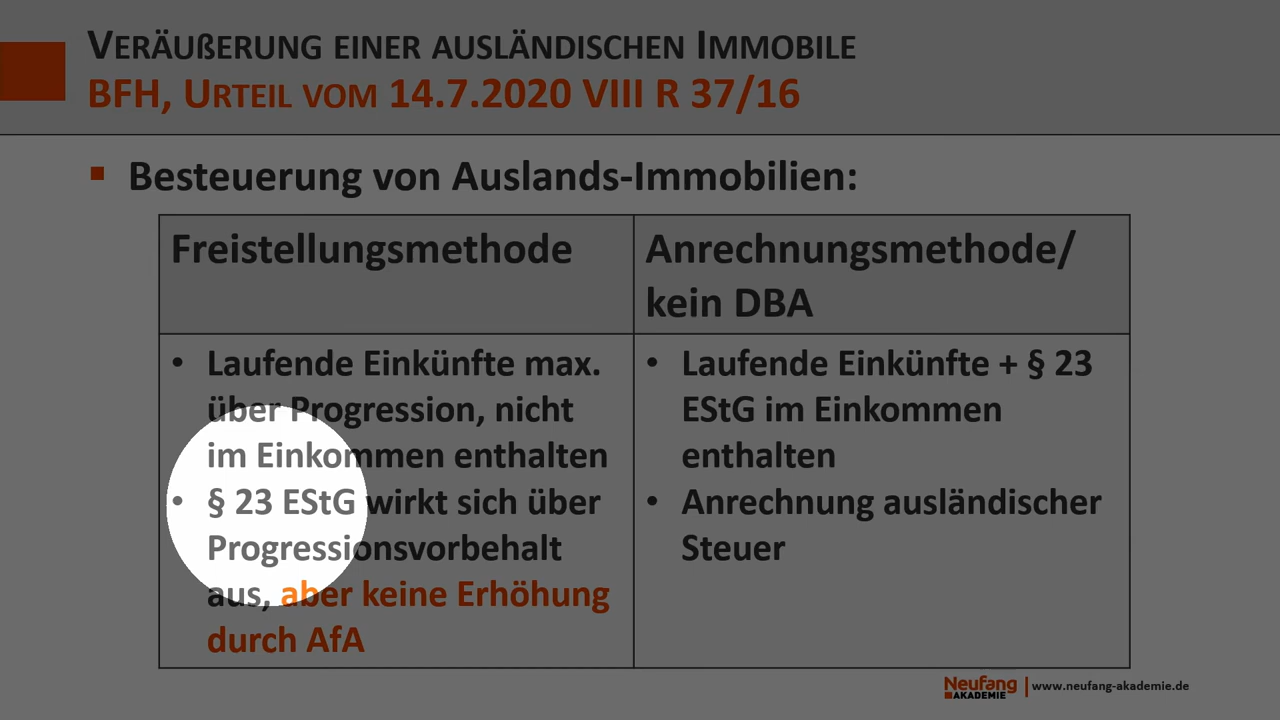 VERÄUßERUNG EINER AUSLÄNDISCHEN IMMOBILE
BFH, URTEIL VOM 14.7.2020 VIII R 37/16
▪ Besteuerung von Auslands-Immobilien:
Freistellungsmethode
Anrechnungsmethode/
kein DBA
• Laufende Einkünfte max.
über Progression, nicht
im Einkommen enthalten
• § 23 EStG wirkt sich über
Progressionsvorbehalt
aus, aber keine Erhöhung
durch AfA
• Laufende Einkünfte + § 23
EStG im Einkommen
enthalten
• Anrechnung ausländischer
Steuer
Neufang
AKADEMIE
www.neufang-akademie.de